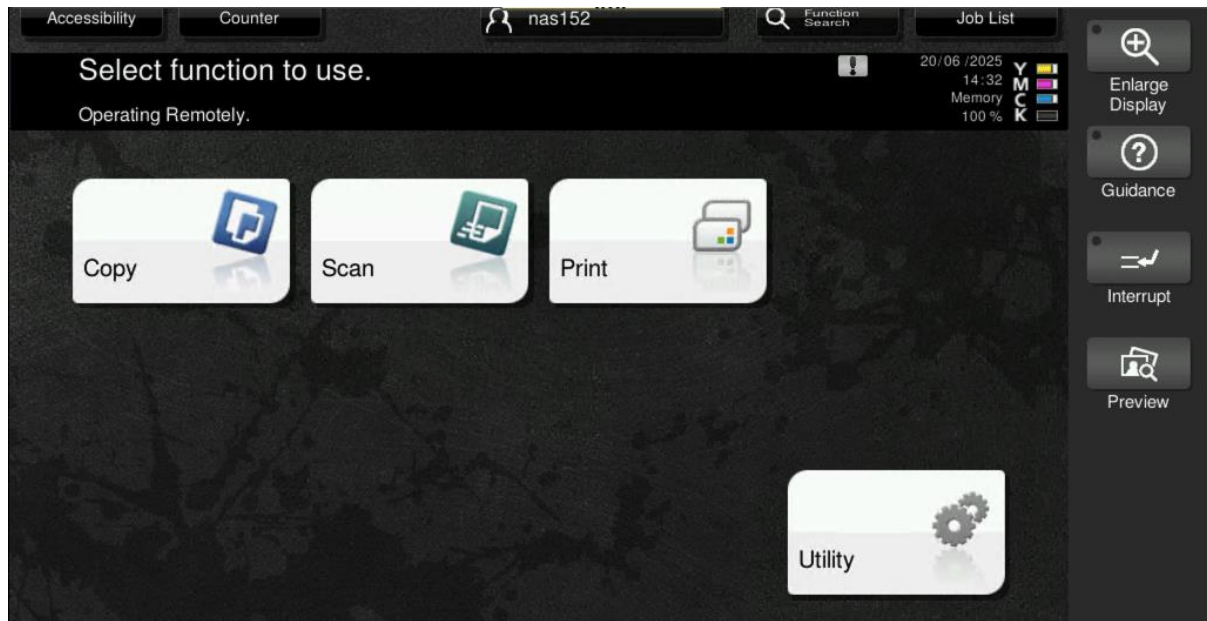 Accessibility
Counter
nas152
Function
Search
Job List
Select function to use.
Operating Remotely.
20/06 /2025
14:32
Memory
100 %
Y
M
C
K
Copy
Scan
Print
Utility
Enlarge
Display
Guidance
Interrupt
Preview